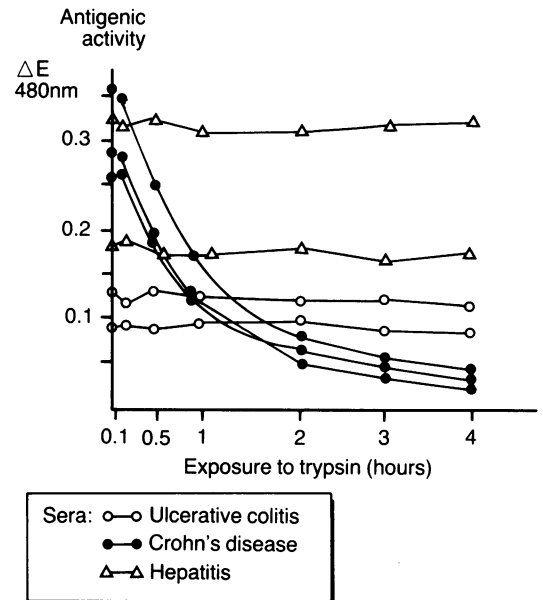 Antigenic
activity
△E
480nm
0.3
0.2
0.1
0.1 0.5 1 2 3 4
Exposure to trypsin (hours)
Sera: Ulcerative colitis
Crohn's disease
Hepatitis